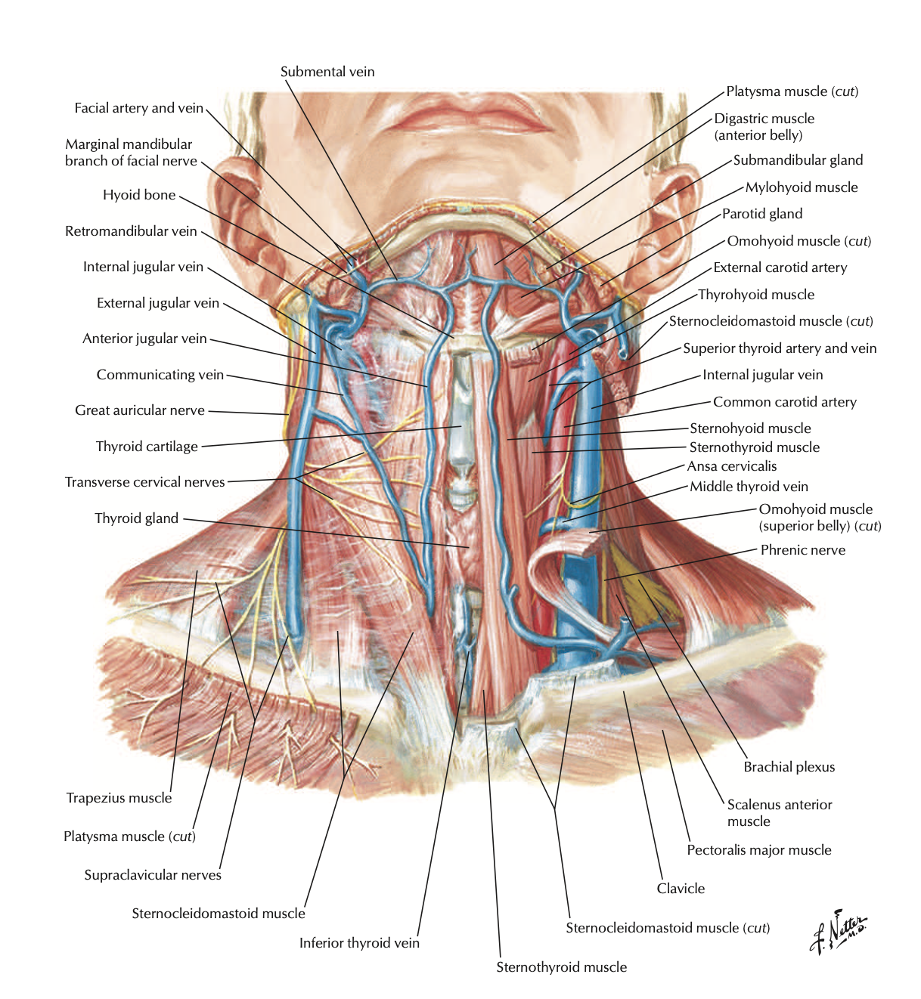 Submental vein
Facial artery and vein
Marginal mandibular
branch of facial nerve
Hyoid bone
Retromandibular vein
Internal jugular vein
External jugular vein
Anterior jugular vein
Communicating vein
Great auricular nerve
Thyroid cartilage
Transverse cervical nerves
Thyroid gland
Platysma muscle (cut)
Digastric muscle
(anterior belly)
Submandibular gland
Mylohyoid muscle
Parotid gland
Omohyoid muscle (cut)
External carotid artery
Thyrohyoid muscle
Sternocleidomastoid muscle (cut)
Superior thyroid artery and vein
Internal jugular vein
Common carotid artery
Sternohyoid muscle
Sternothyroid muscle
Ansa cervicalis
Middle thyroid vein
Omohyoid muscle
(superior belly) (cut)
Phrenic nerve
Trapezius muscle
Platysma muscle (cut)
Supraclavicular nerves
Sternocleidomastoid muscle
Inferior thyroid vein
Brachial plexus
Scalenus anterior
muscle
Pectoralis major muscle
Clavicle
Sternocleidomastoid muscle (cut)
Sternothyroid muscle
F. Netter
M.D.